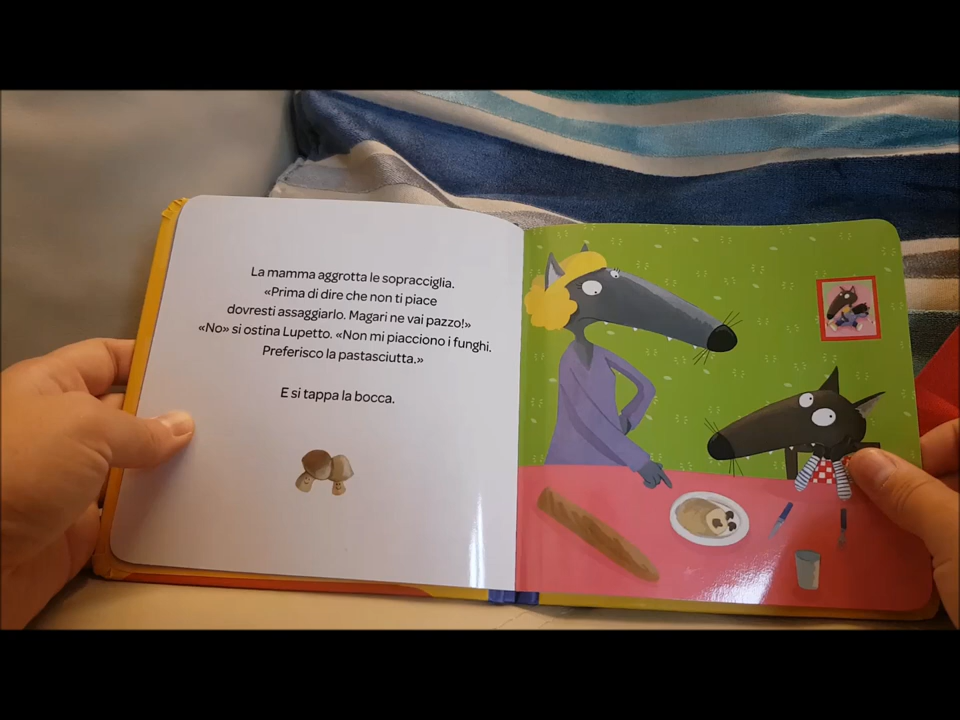 La mamma aggrotta le sopracciglia.
«Prima di dire che non ti piace
dovresti assaggiarlo. Magari ne vai pazzo!»
«No» si ostina Lupetto. «Non mi piacciono i funghi.
Preferisco la pastasciutta.»
E si tappa la bocca.